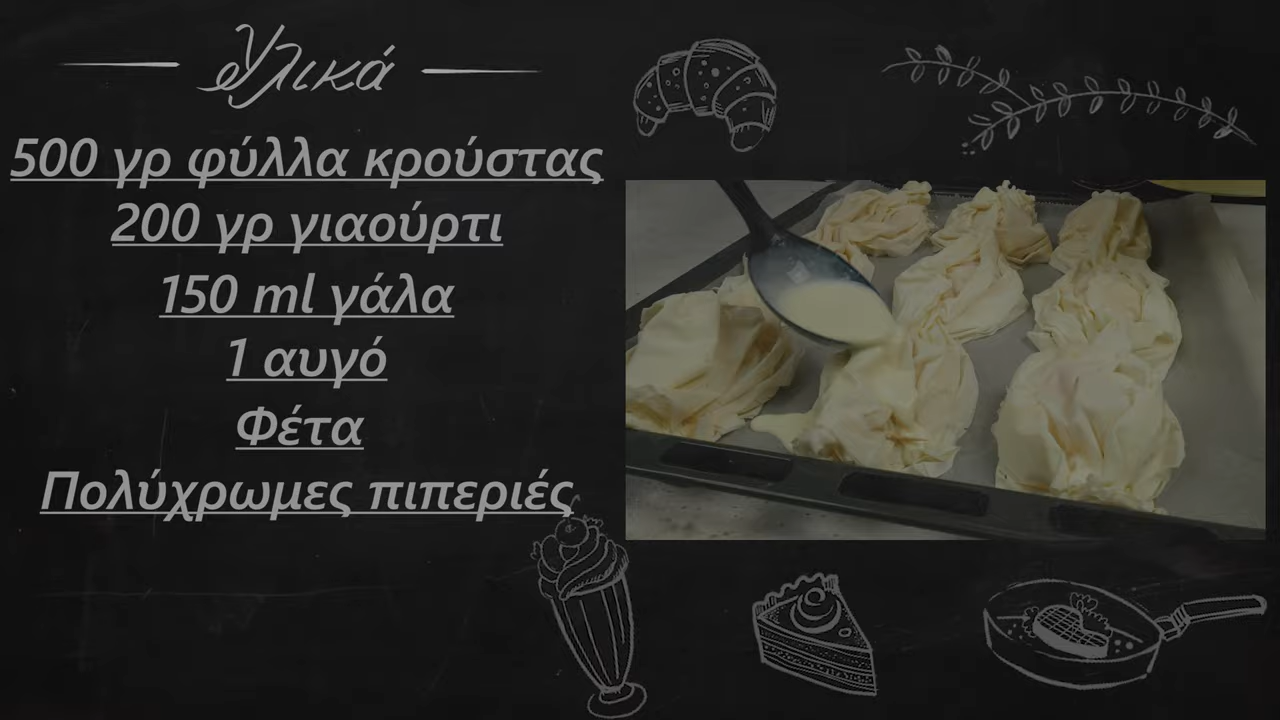 Υλικά
500 γρ φύλλα κρούστας
200 γρ γιαούρτι
150 ml γάλα
1 αυγό
Φέτα
Πολύχρωμες πιπεριές